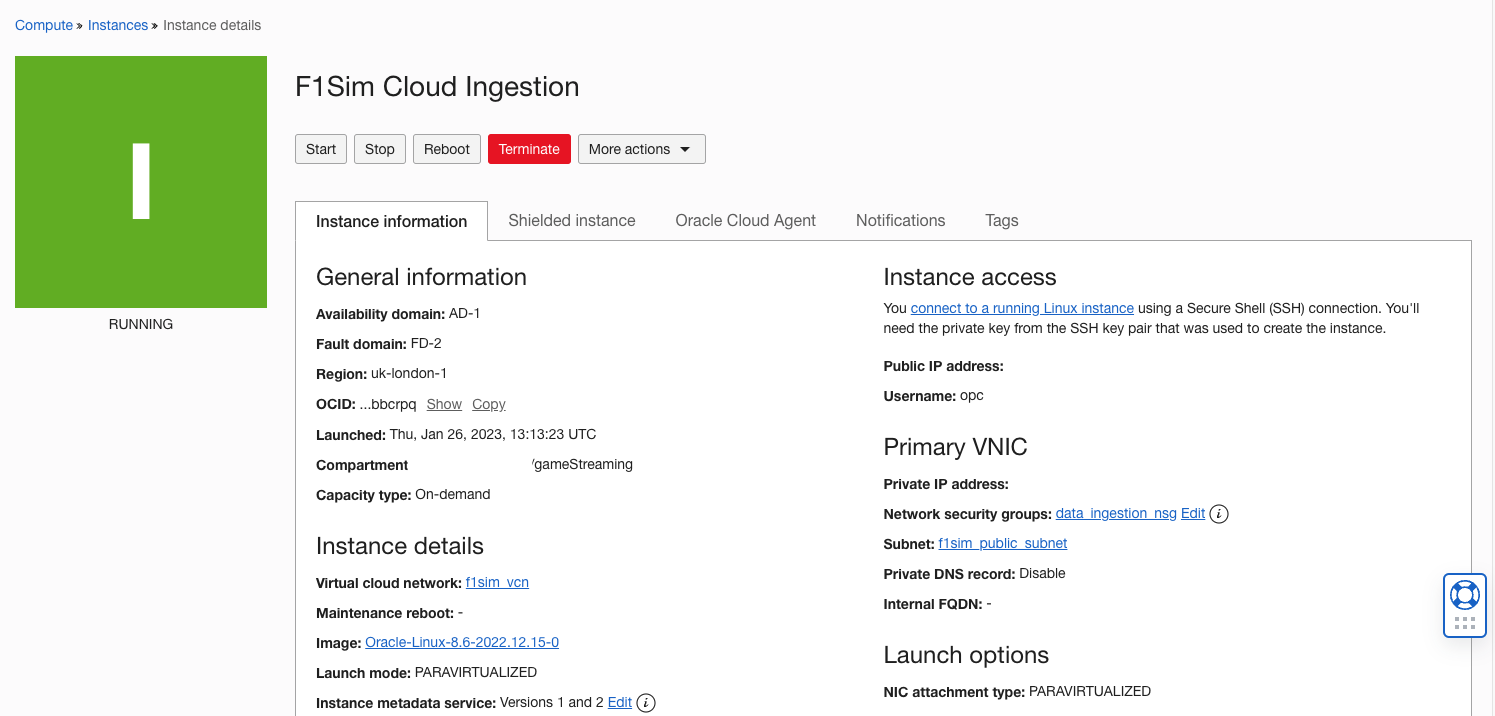 Compute » Instances » Instance details
I
RUNNING
F1Sim Cloud Ingestion
Start Stop Reboot Terminate More actions
Instance information Shielded instance Oracle Cloud Agent Notifications Tags
General information
Availability domain: AD-1
Fault domain: FD-2
Region: uk-london-1
OCID: ...bbcrpq Show Copy
Launched: Thu, Jan 26, 2023, 13:13:23 UTC
Compartment /gameStreaming
Capacity type: On-demand
Instance details
Virtual cloud network: f1sim_vcn
Maintenance reboot: -
Image: Oracle-Linux-8.6-2022.12.15-0
Launch mode: PARAVIRTUALIZED
Instance metadata service: Versions 1 and 2 Edit i
Instance access
You connect to a running Linux instance using a Secure Shell (SSH) connection. You'll
need the private key from the SSH key pair that was used to create the instance.
Public IP address:
Username: opc
Primary VNIC
Private IP address:
Network security groups: data_ingestion_nsg Edit i
Subnet: f1sim_public_subnet
Private DNS record: Disable
Internal FQDN: -
Launch options
NIC attachment type: PARAVIRTUALIZED